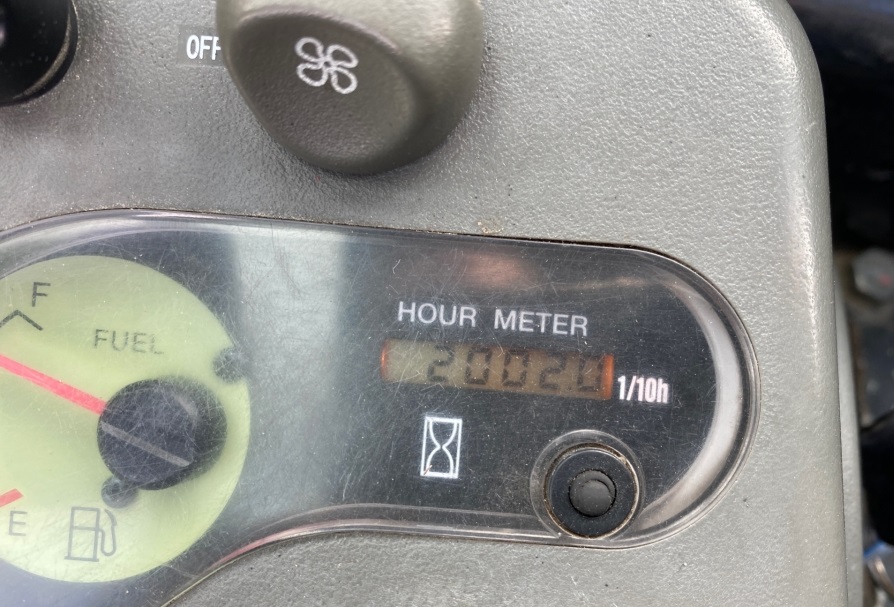 OFF
F
FUEL
HOUR METER
20020
1/10h
E